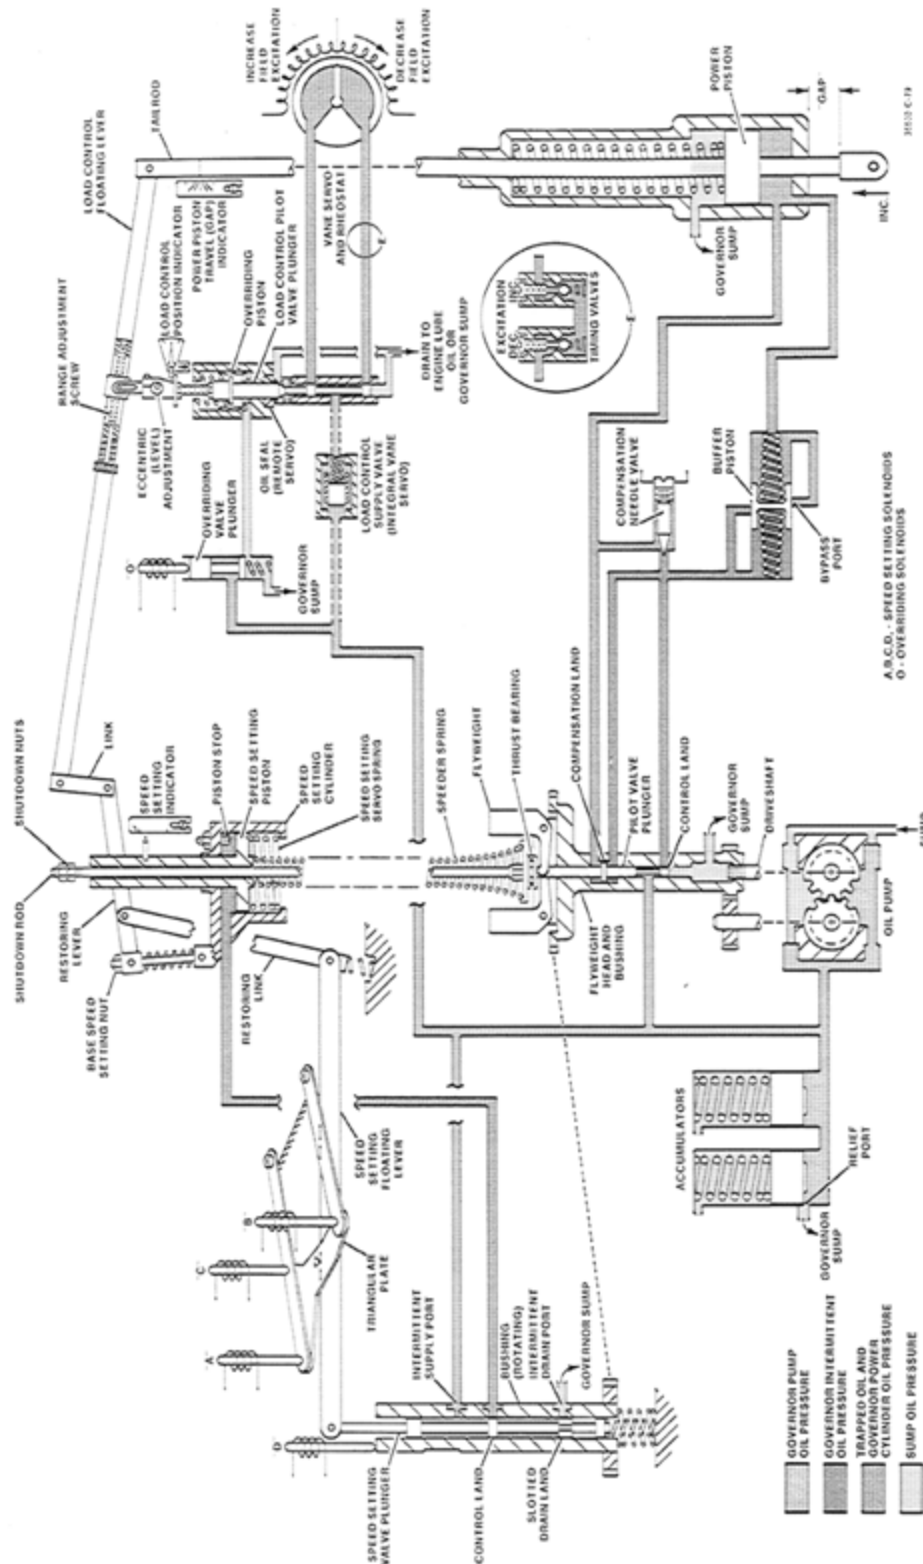 SHUTDOWN ROD
SHUTDOWN NUTS
RESTORING
LEVER
BASE SPEED
SETTING NUT
LINK
SPEED
SETTING
INDICATOR
PISTON STOP
SPEED SETTING
PISTON
SPEED
SETTING
CYLINDER
SPEED SETTING
SERVO SPRING
RESTORING
LINK
LOAD CONTROL
FLOATING LEVER
TAILROD
RANGE ADJUSTMENT
SCREW
ECCENTRIC
(LEVEL)
ADJUSTMENT
LOAD CONTROL
POSITION INDICATOR
POWER PISTON
TRAVEL (GAP)
INDICATOR
OVERRIDING
VALVE
PLUNGER
O
OVERRIDING
PISTON
LOAD CONTROL PILOT
VALVE PLUNGER
OIL SEAL
(REMOTE
SERVO)
GOVERNOR
SUMP
LOAD CONTROL
SUPPLY VALVE
(INTEGRAL VANE
SERVO)
INCREASE
FIELD
EXCITATION
DECREASE
FIELD
EXCITATION
VANE SERVO
AND RHEOSTAT
E
DRAIN TO
ENGINE LUBE
OIL OR
GOVERNOR SUMP
EXCITATION
DEC.
INC.
TIMING VALVES
E
A
C
B
D
TRIANGULAR
PLATE
SPEED
SETTING
FLOATING
LEVER
SPEEDER SPRING
FLYWEIGHT
THRUST BEARING
COMPENSATION LAND
PILOT VALVE
PLUNGER
CONTROL LAND
GOVERNOR
SUMP
DRIVESHAFT
FLYWEIGHT
HEAD AND
BUSHING
COMPENSATION
NEEDLE VALVE
BUFFER
PISTON
BYPASS
PORT
GOVERNOR
SUMP
POWER
PISTON
GAP
INC.
SPEED SETTING
VALVE PLUNGER
CONTROL LAND
SLOTTED
DRAIN LAND
INTERMITTENT
SUPPLY PORT
BUSHING
(ROTATING)
INTERMITTENT
DRAIN PORT
GOVERNOR SUMP
ACCUMULATORS
GOVERNOR
SUMP
RELIEF
PORT
OIL PUMP
GOVERNOR PUMP
OIL PRESSURE
GOVERNOR INTERMITTENT
OIL PRESSURE
TRAPPED OIL AND
GOVERNOR POWER
CYLINDER OIL PRESSURE
SUMP OIL PRESSURE
A,B,C,D, - SPEED SETTING SOLENOIDS
O - OVERRIDING SOLENOIDS